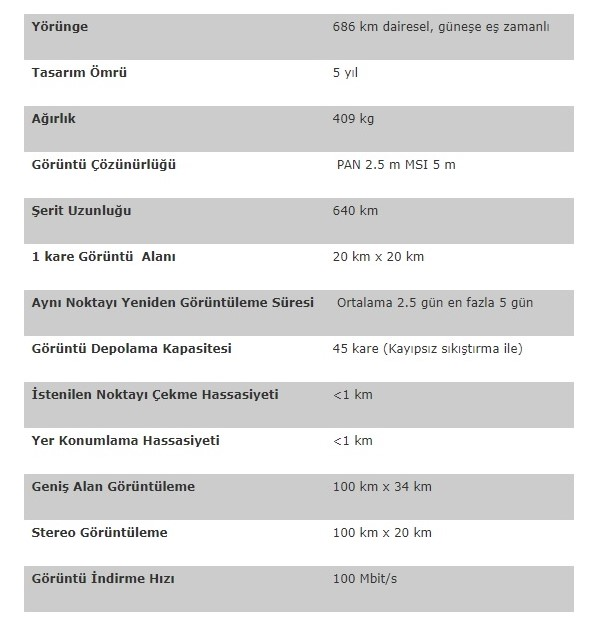 Yörünge 686 km dairesel, güneşe eş zamanlı
Tasarım Ömrü 5 yıl
Ağırlık 409 kg
Görüntü Çözünürlüğü PAN 2.5 m MSI 5 m
Şerit Uzunluğu 640 km
1 kare Görüntü Alanı 20 km x 20 km
Aynı Noktayı Yeniden Görüntüleme Süresi Ortalama 2.5 gün en fazla 5 gün
Görüntü Depolama Kapasitesi 45 kare (Kayıpsız sıkıştırma ile)
İstenilen Noktayı Çekme Hassasiyeti <1 km
Yer Konumlama Hassasiyeti <1 km
Geniş Alan Görüntüleme 100 km x 34 km
Stereo Görüntüleme 100 km x 20 km
Görüntü İndirme Hızı 100 Mbit/s